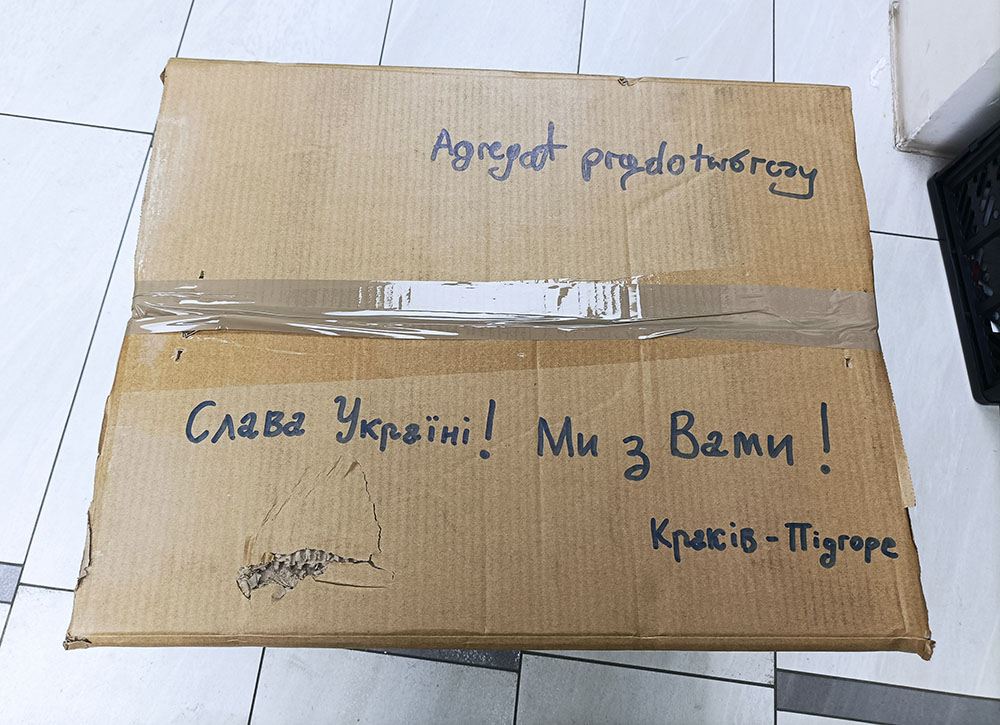 Agregat prądotwórczy
Слава Україні! Ми з Вами!
Краків - Підгоре